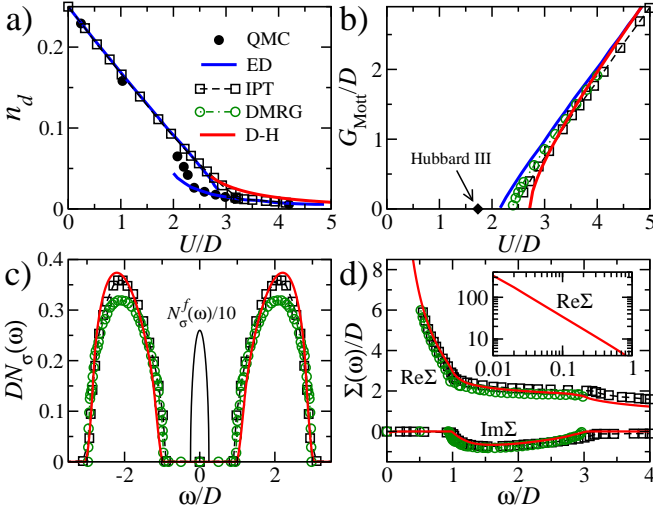 a)
n_d
0.2
0
0 1 2 3 4 5
U/D
QMC
ED
IPT
DMRG
D-H
b)
G_Mott/D
3
2
1
0
0 1 2 3 4 5
U/D
Hubbard III
c)
DN_σ(ω)
0.4
0.3
0.2
0.1
0
-2 0 2
ω/D
N_σ^f(ω)/10
d)
Σ(ω)/D
8
6
4
2
0
0 1 2 3 4
ω/D
ReΣ
ImΣ
100
10
0.01 0.1 1
ReΣ